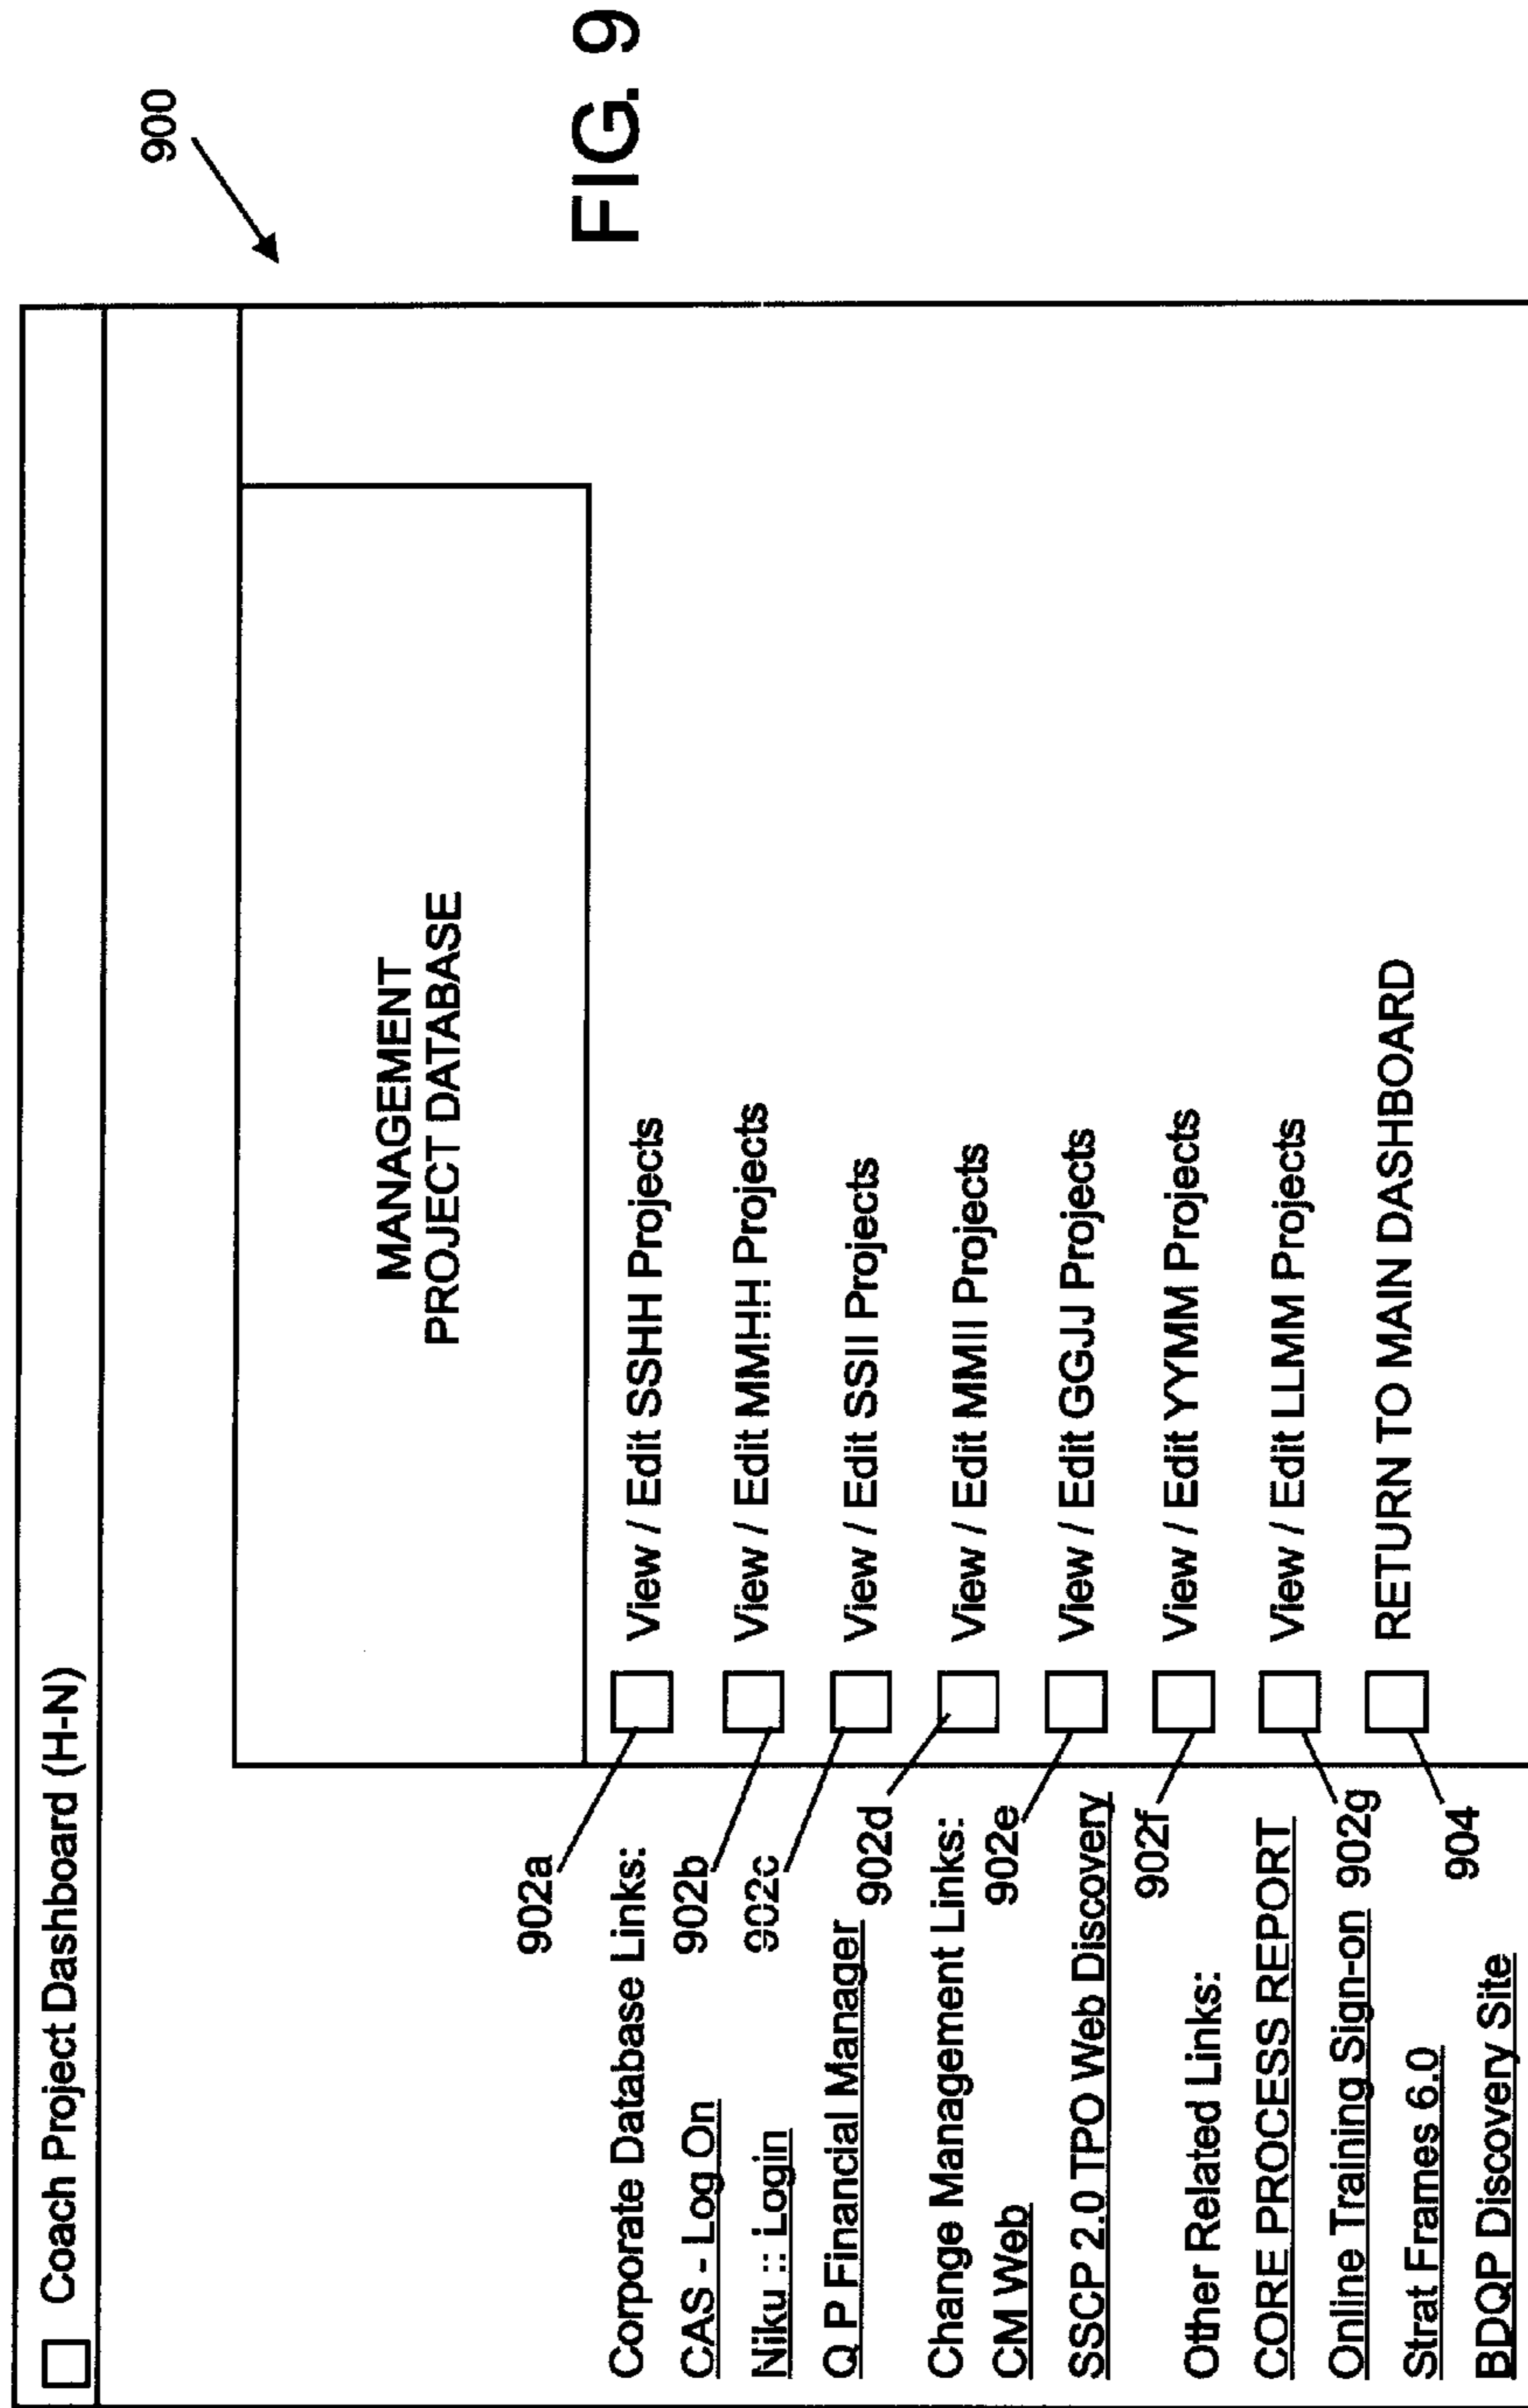 Coach Project Dashboard (H-N)
900
FIG. 9
MANAGEMENT
PROJECT DATABASE
902a
Corporate Database Links:
CAS - Log On
Niku :: Login
Q P Financial Manager
Change Management Links:
CM Web
SSCP 2.0 TPO Web Discovery
Other Related Links:
CORE PROCESS REPORT
Online Training Sign-on
Strat Frames 6.0
BDQP Discovery Site
902b
902c
902d
902e
902f
902g
904
View / Edit SSHH Projects
View / Edit MMHH Projects
View / Edit SSII Projects
View / Edit MMII Projects
View / Edit GGJJ Projects
View / Edit YYMM Projects
View / Edit LLMM Projects
RETURN TO MAIN DASHBOARD